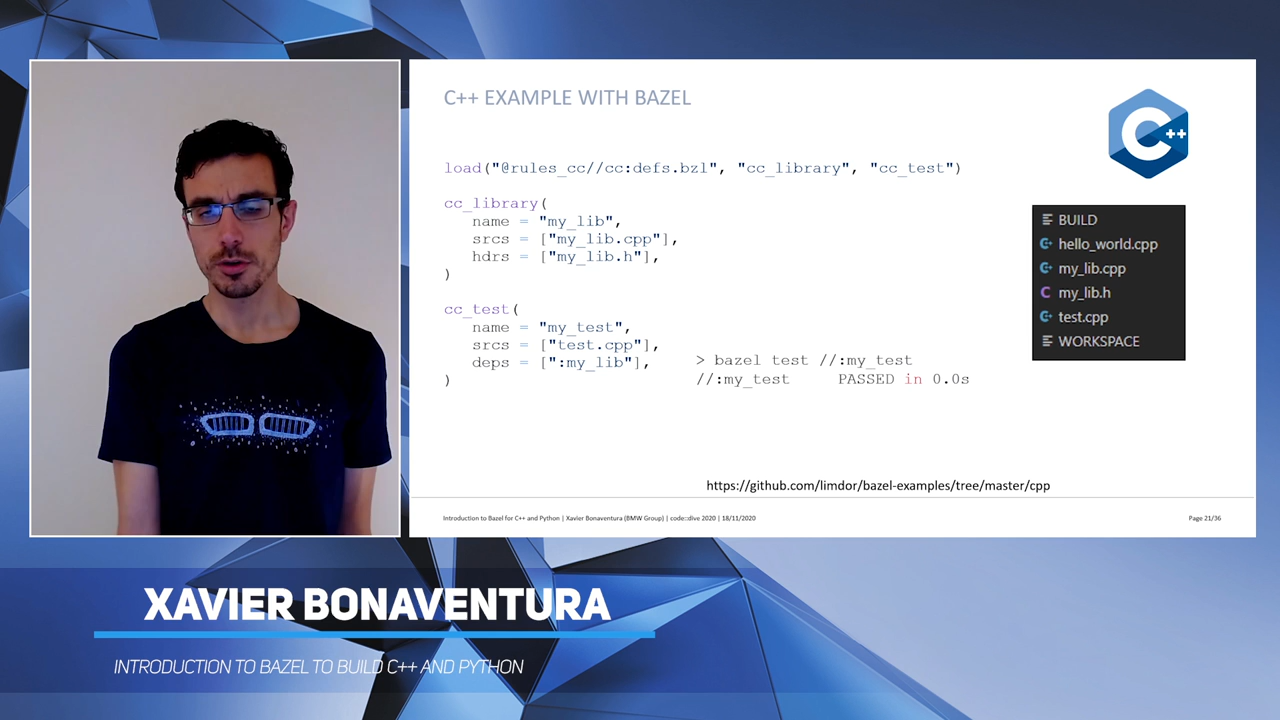 C++ EXAMPLE WITH BAZEL
C++
load("@rules_cc//cc:defs.bzl", "cc_library", "cc_test")
cc_library(
name = "my_lib",
srcs = ["my_lib.cpp"],
hdrs = ["my_lib.h"],
)
cc_test(
name = "my_test",
srcs = ["test.cpp"],
deps = [":my_lib"],
)
> bazel test //:my_test
//:my_test PASSED in 0.0s
BUILD
hello_world.cpp
my_lib.cpp
my_lib.h
test.cpp
WORKSPACE
https://github.com/limdor/bazel-examples/tree/master/cpp
Introduction to Bazel for C++ and Python | Xavier Bonaventura (BMW Group) | code::dive 2020 | 18/11/2020
Page 21/36
XAVIER BONAVENTURA
INTRODUCTION TO BAZEL TO BUILD C++ AND PYTHON